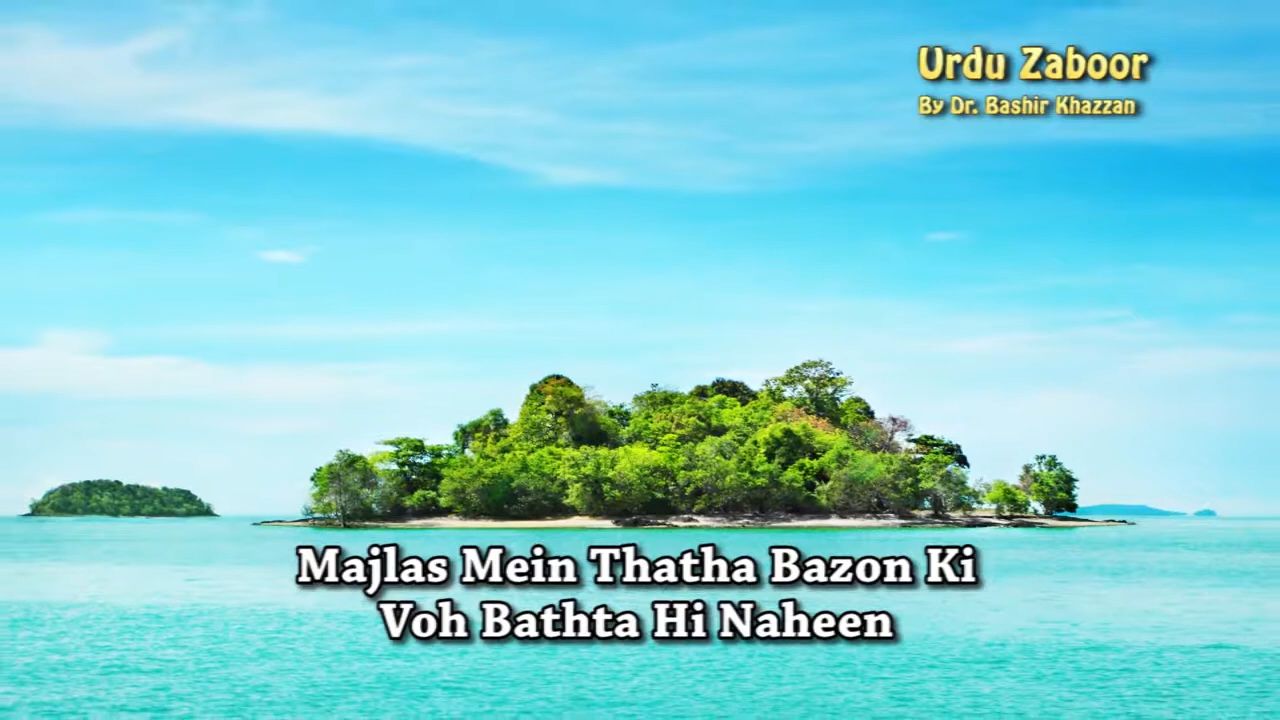 Urdu Zaboor
By Dr. Bashir Khazzan
Majlas Mein Thatha Bazon Ki
Voh Bathta Hi Naheen